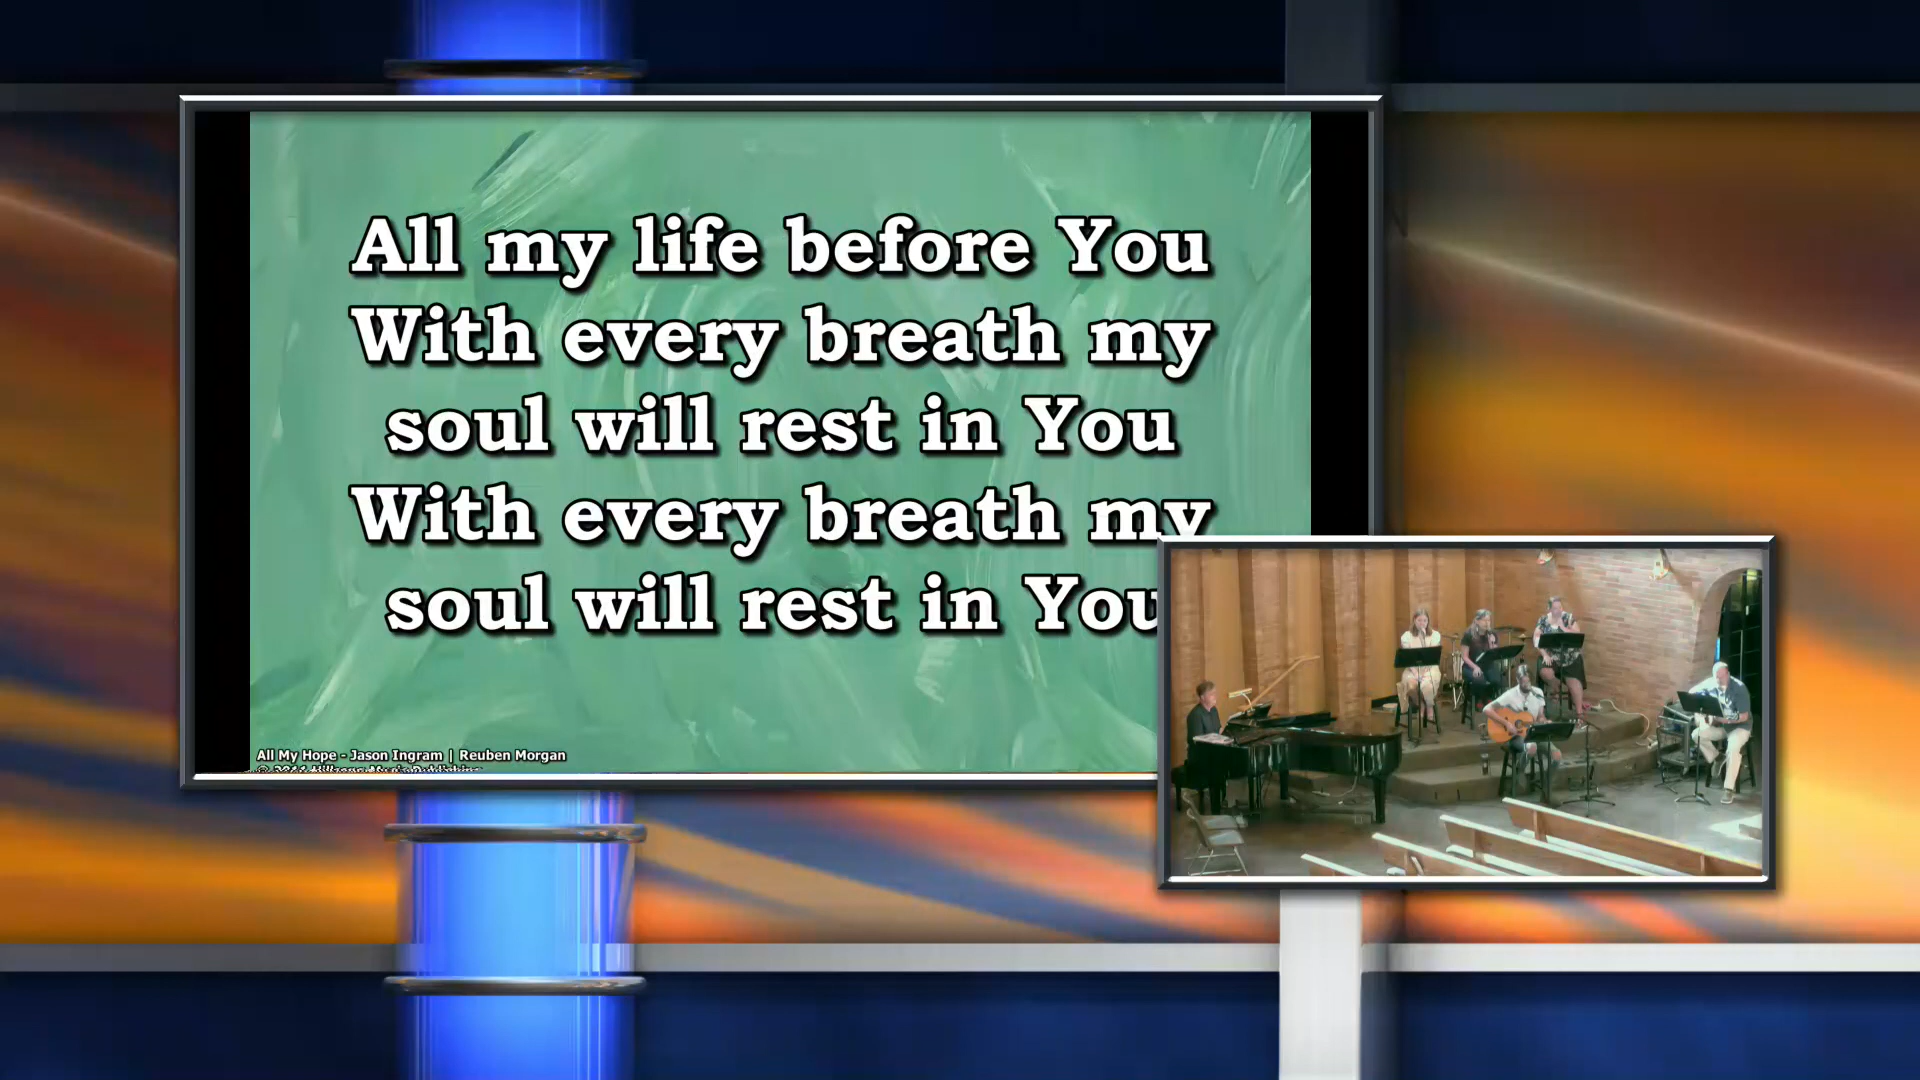 All my life before You
With every breath my
soul will rest in You
With every breath my
soul will rest in You
All My Hope - Jason Ingram | Reuben Morgan